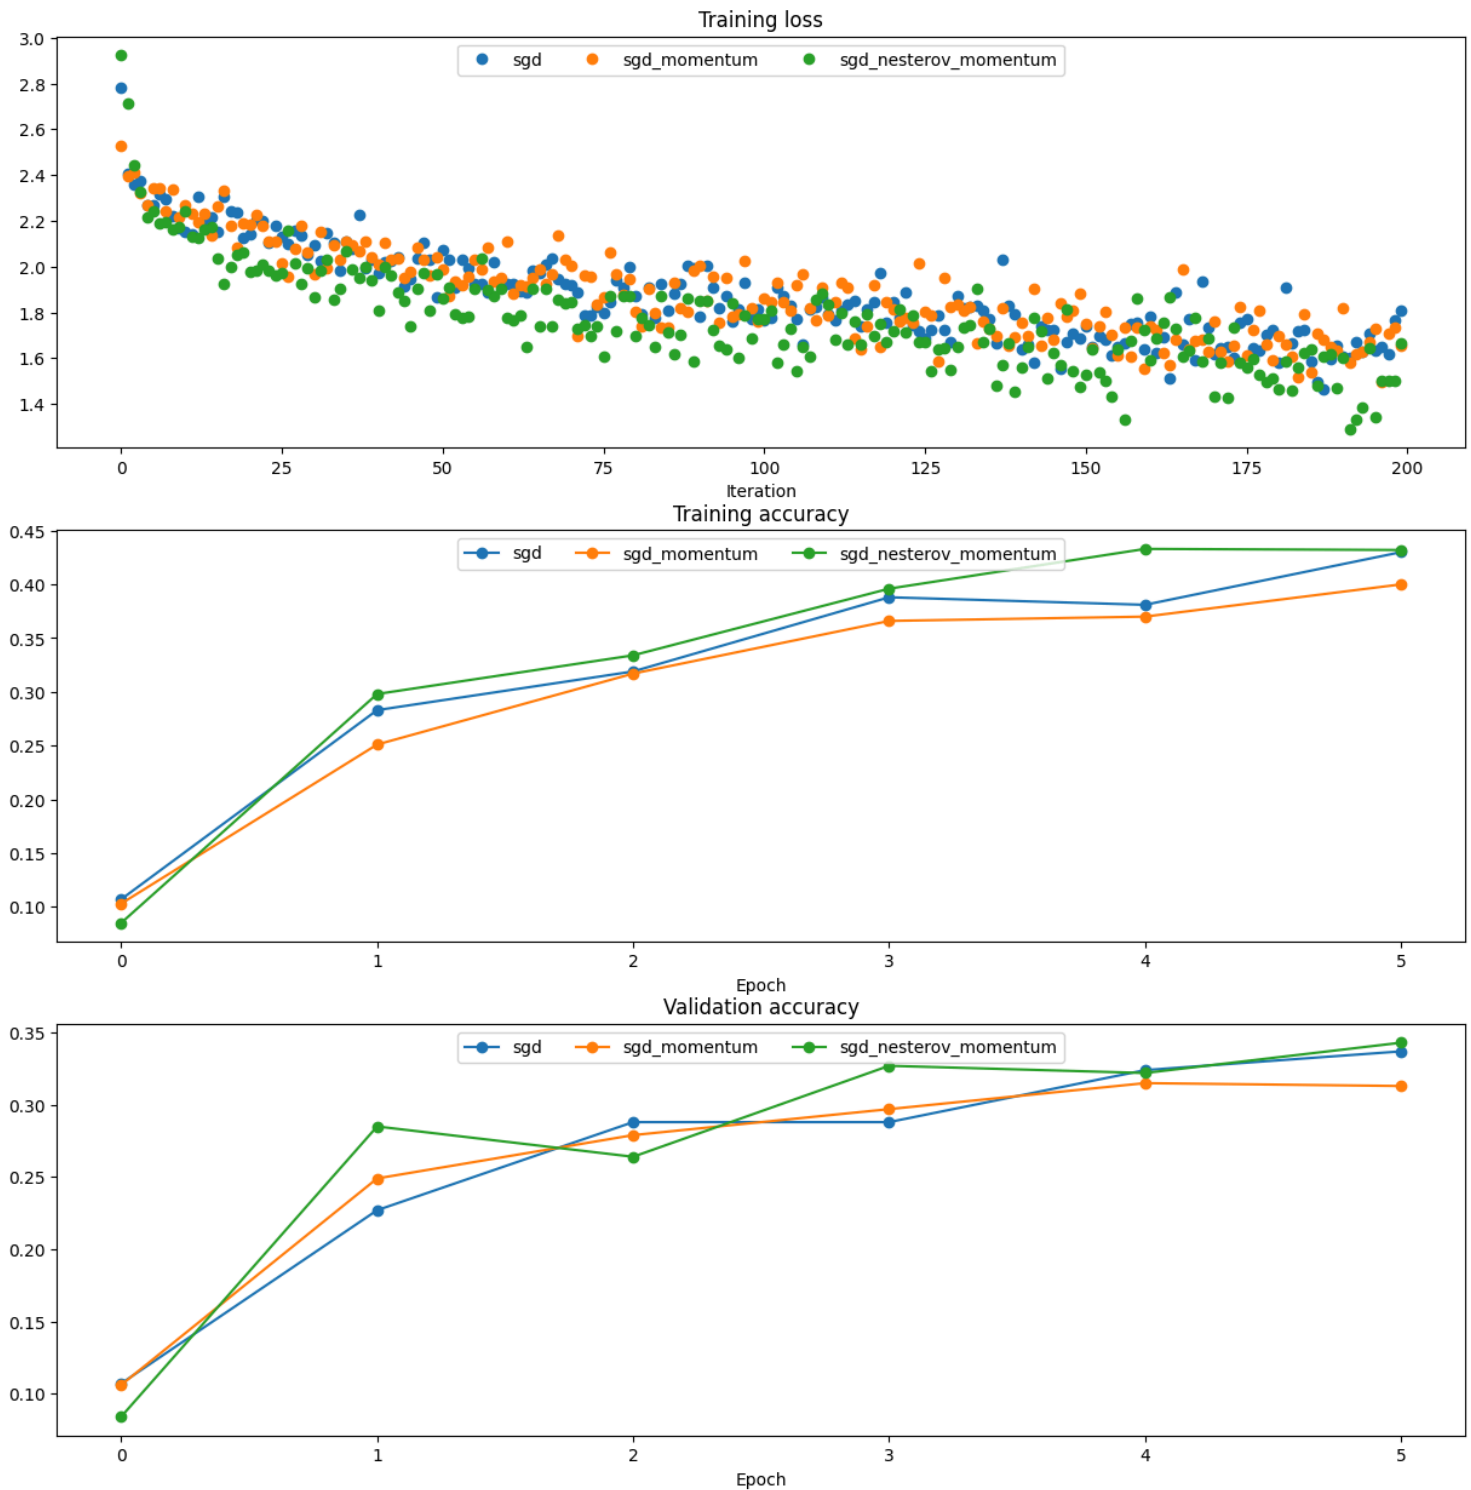 Training loss
sgd sgd_momentum sgd_nesterov_momentum
3.0
2.8
2.6
2.4
2.2
2.0
1.8
1.6
1.4
0 25 50 75 100 125 150 175 200
Iteration
Training accuracy
sgd sgd_momentum sgd_nesterov_momentum
0.45
0.40
0.35
0.30
0.25
0.20
0.15
0.10
0 1 2 3 4 5
Epoch
Validation accuracy
sgd sgd_momentum sgd_nesterov_momentum
0.35
0.30
0.25
0.20
0.15
0.10
0 1 2 3 4 5
Epoch